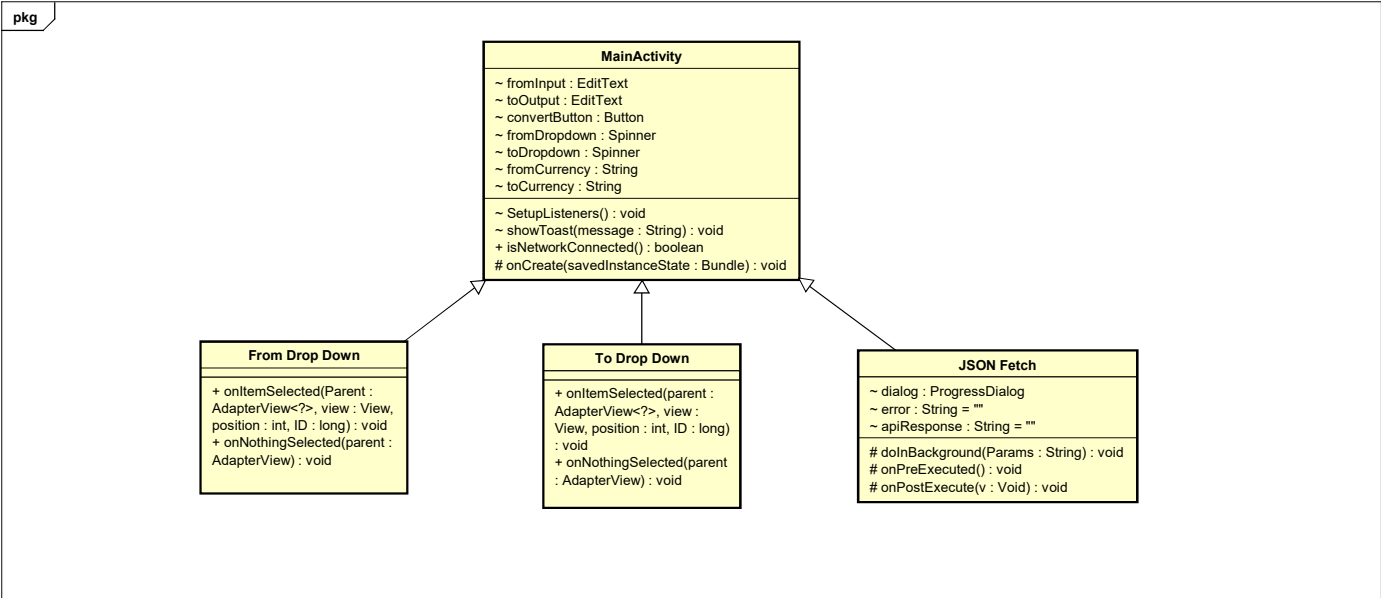 pkg
MainActivity
~ fromInput : EditText
~ toOutput : EditText
~ convertButton : Button
~ fromDropdown : Spinner
~ toDropdown : Spinner
~ fromCurrency : String
~ toCurrency : String
~ SetupListeners() : void
~ showToast(message : String) : void
+ isNetworkConnected() : boolean
# onCreate(savedInstanceState : Bundle) : void
From Drop Down
+ onItemSelected(Parent :
AdapterView<?>, view : View,
position : int, ID : long) : void
+ onNothingSelected(parent :
AdapterView) : void
To Drop Down
+ onItemSelected(parent :
AdapterView<?>, view :
View, position : int, ID : long)
: void
+ onNothingSelected(parent
: AdapterView) : void
JSON Fetch
~ dialog : ProgressDialog
~ error : String = ""
~ apiResponse : String = ""
# doInBackground(Params : String) : void
# onPreExecuted() : void
# onPostExecute(v : Void) : void